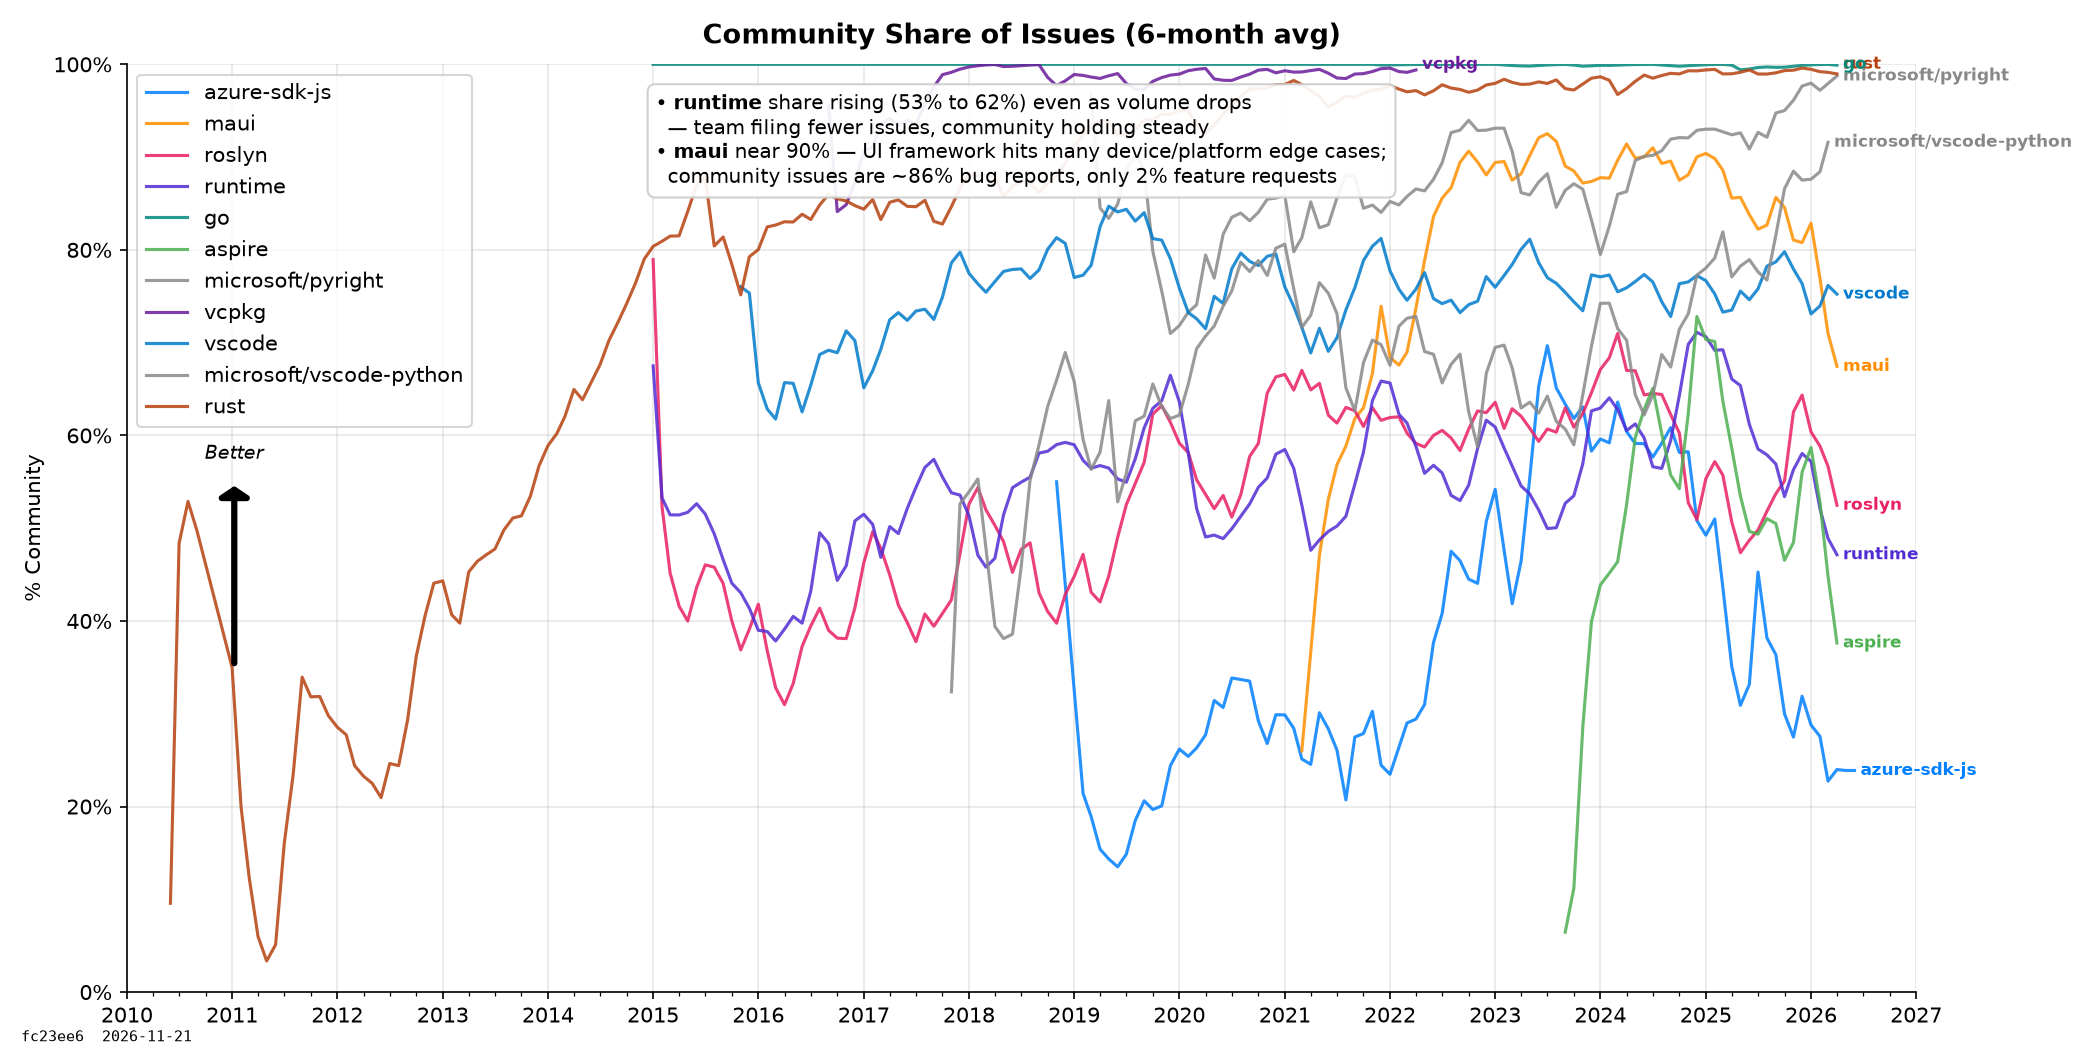 Community Share of Issues (6-month avg)
% Community
100%
80%
60%
40%
20%
0%
azure-sdk-js
maui
roslyn
runtime
go
aspire
microsoft/pyright
vcpkg
vscode
microsoft/vscode-python
rust
Better
• runtime share rising (53% to 62%) even as volume drops
— team filing fewer issues, community holding steady
• maui near 90% — UI framework hits many device/platform edge cases;
community issues are ~86% bug reports, only 2% feature requests
vcpkg
rust
go
microsoft/pyright
microsoft/vscode-python
vscode
maui
roslyn
runtime
aspire
azure-sdk-js
2010 2011 2012 2013 2014 2015 2016 2017 2018 2019 2020 2021 2022 2023 2024 2025 2026 2027
fc23ee6 2026-11-21